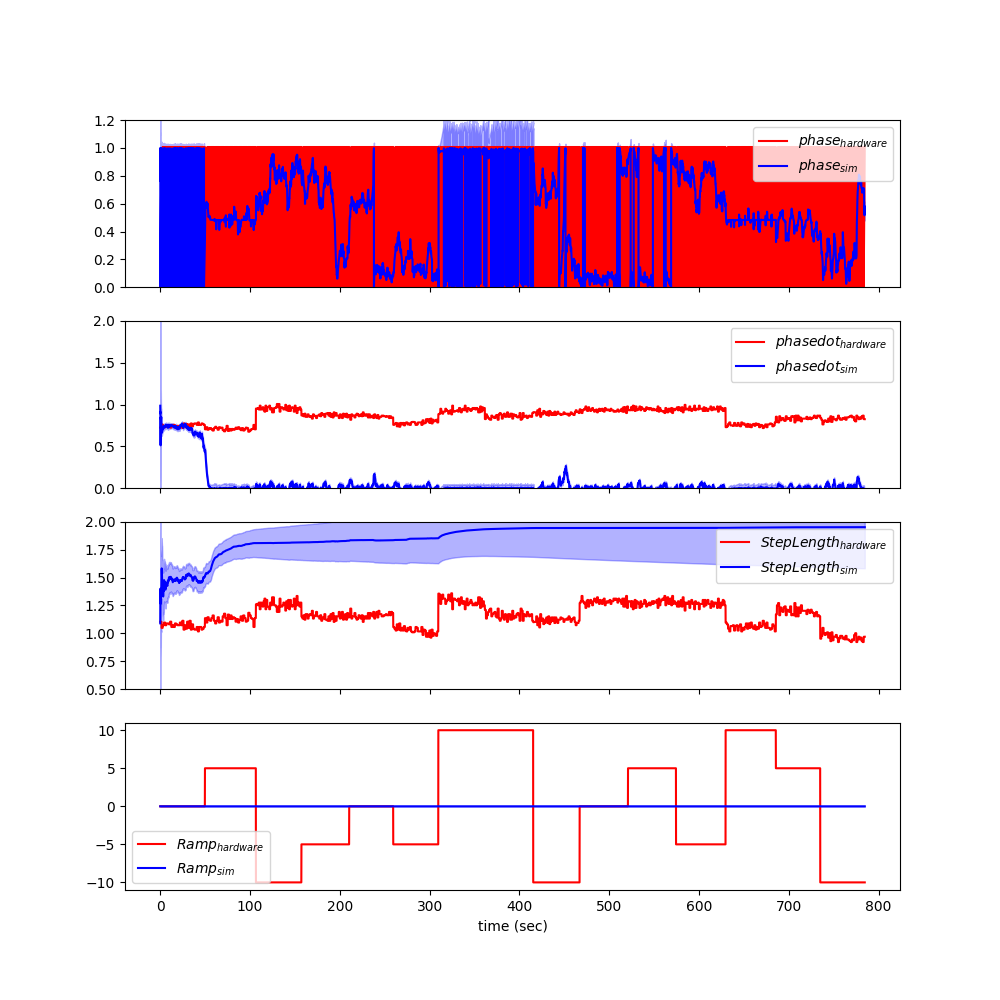 1.2
1.0
0.8
0.6
0.4
0.2
0.0
phase_hardware
phase_sim
2.0
1.5
1.0
0.5
0.0
phasedot_hardware
phasedot_sim
2.00
1.75
1.50
1.25
1.00
0.75
0.50
StepLength_hardware
StepLength_sim
10
5
0
−5
−10
Ramp_hardware
Ramp_sim
0 100 200 300 400 500 600 700 800
time (sec)